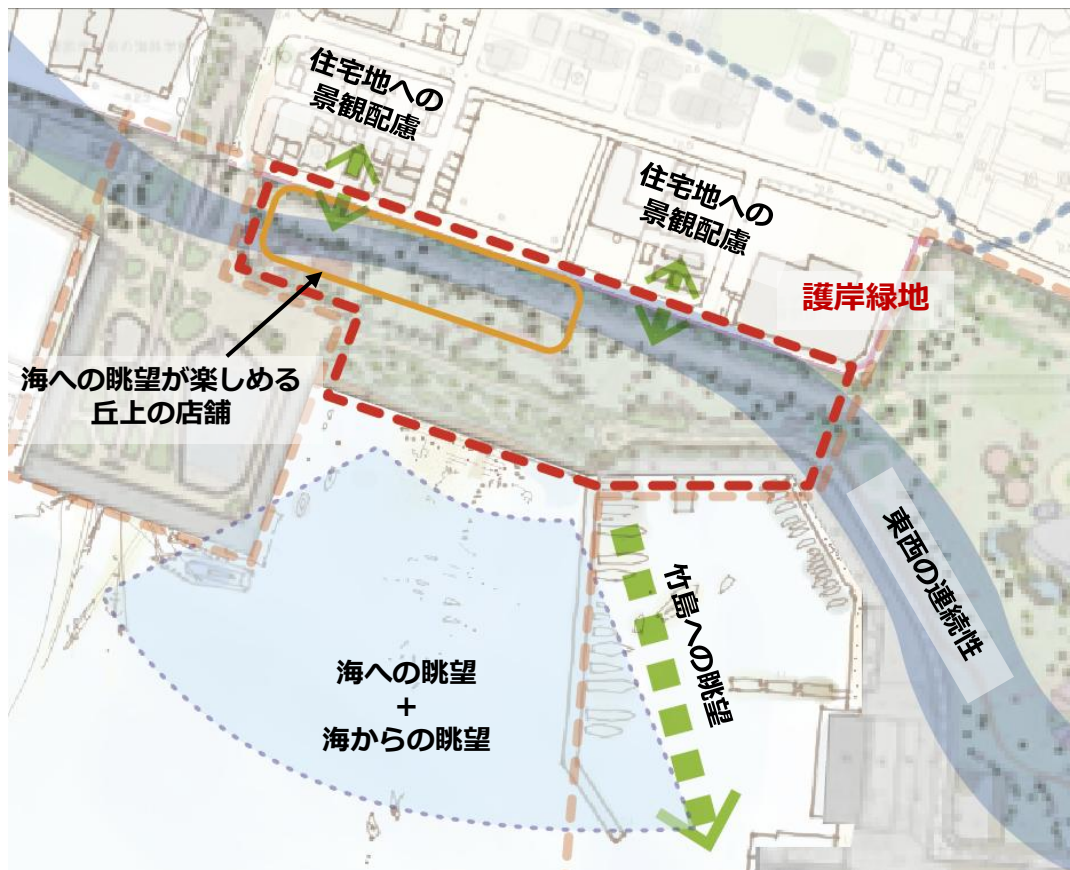 住宅地への
景観配慮
住宅地への
景観配慮
護岸緑地
海への眺望が楽しめる
丘上の店舗
東西の連続性
竹島への眺望
海への眺望
+
海からの眺望